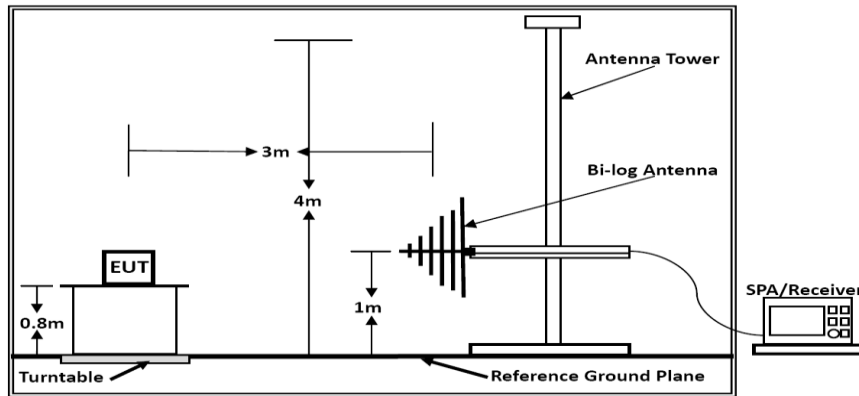 Antenna Tower
3m
Bi-log Antenna
4m
EUT
SPA/Receiver
1m
0.8m
Turntable
Reference Ground Plane